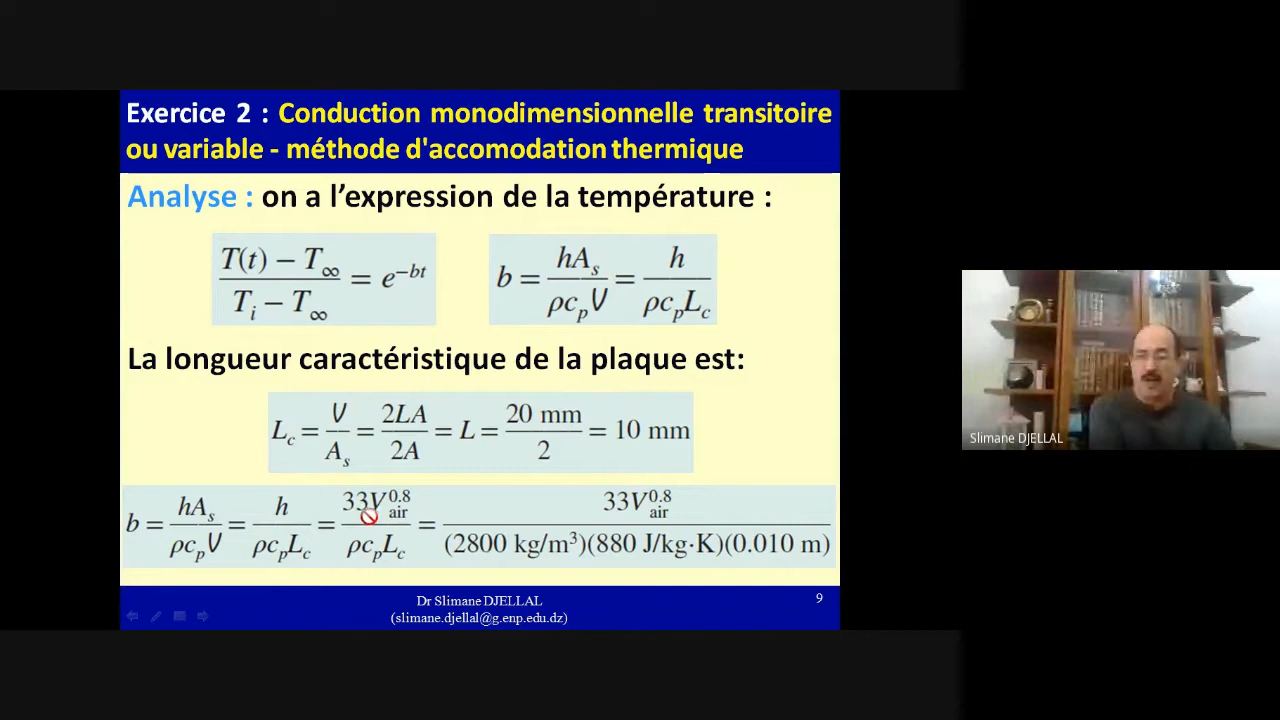 Exercice 2 : Conduction monodimensionnelle transitoire
ou variable - méthode d'accomodation thermique
Analyse : on a l’expression de la température :
T(t) − T∞ / Ti − T∞ = e^−bt
b = hAs / ρcpV = h / ρcpLc
La longueur caractéristique de la plaque est:
Lc = V / As = 2LA / 2A = L = 20 mm / 2 = 10 mm
b = hAs / ρcpV = h / ρcpLc = 33V^0.8 air / ρcpLc = 33V^0.8 air / (2800 kg/m³)(880 J/kg·K)(0.010 m)
Dr Slimane DJELLAL
(slimane.djellal@g.enp.edu.dz)
9
Slimane DJELLAL